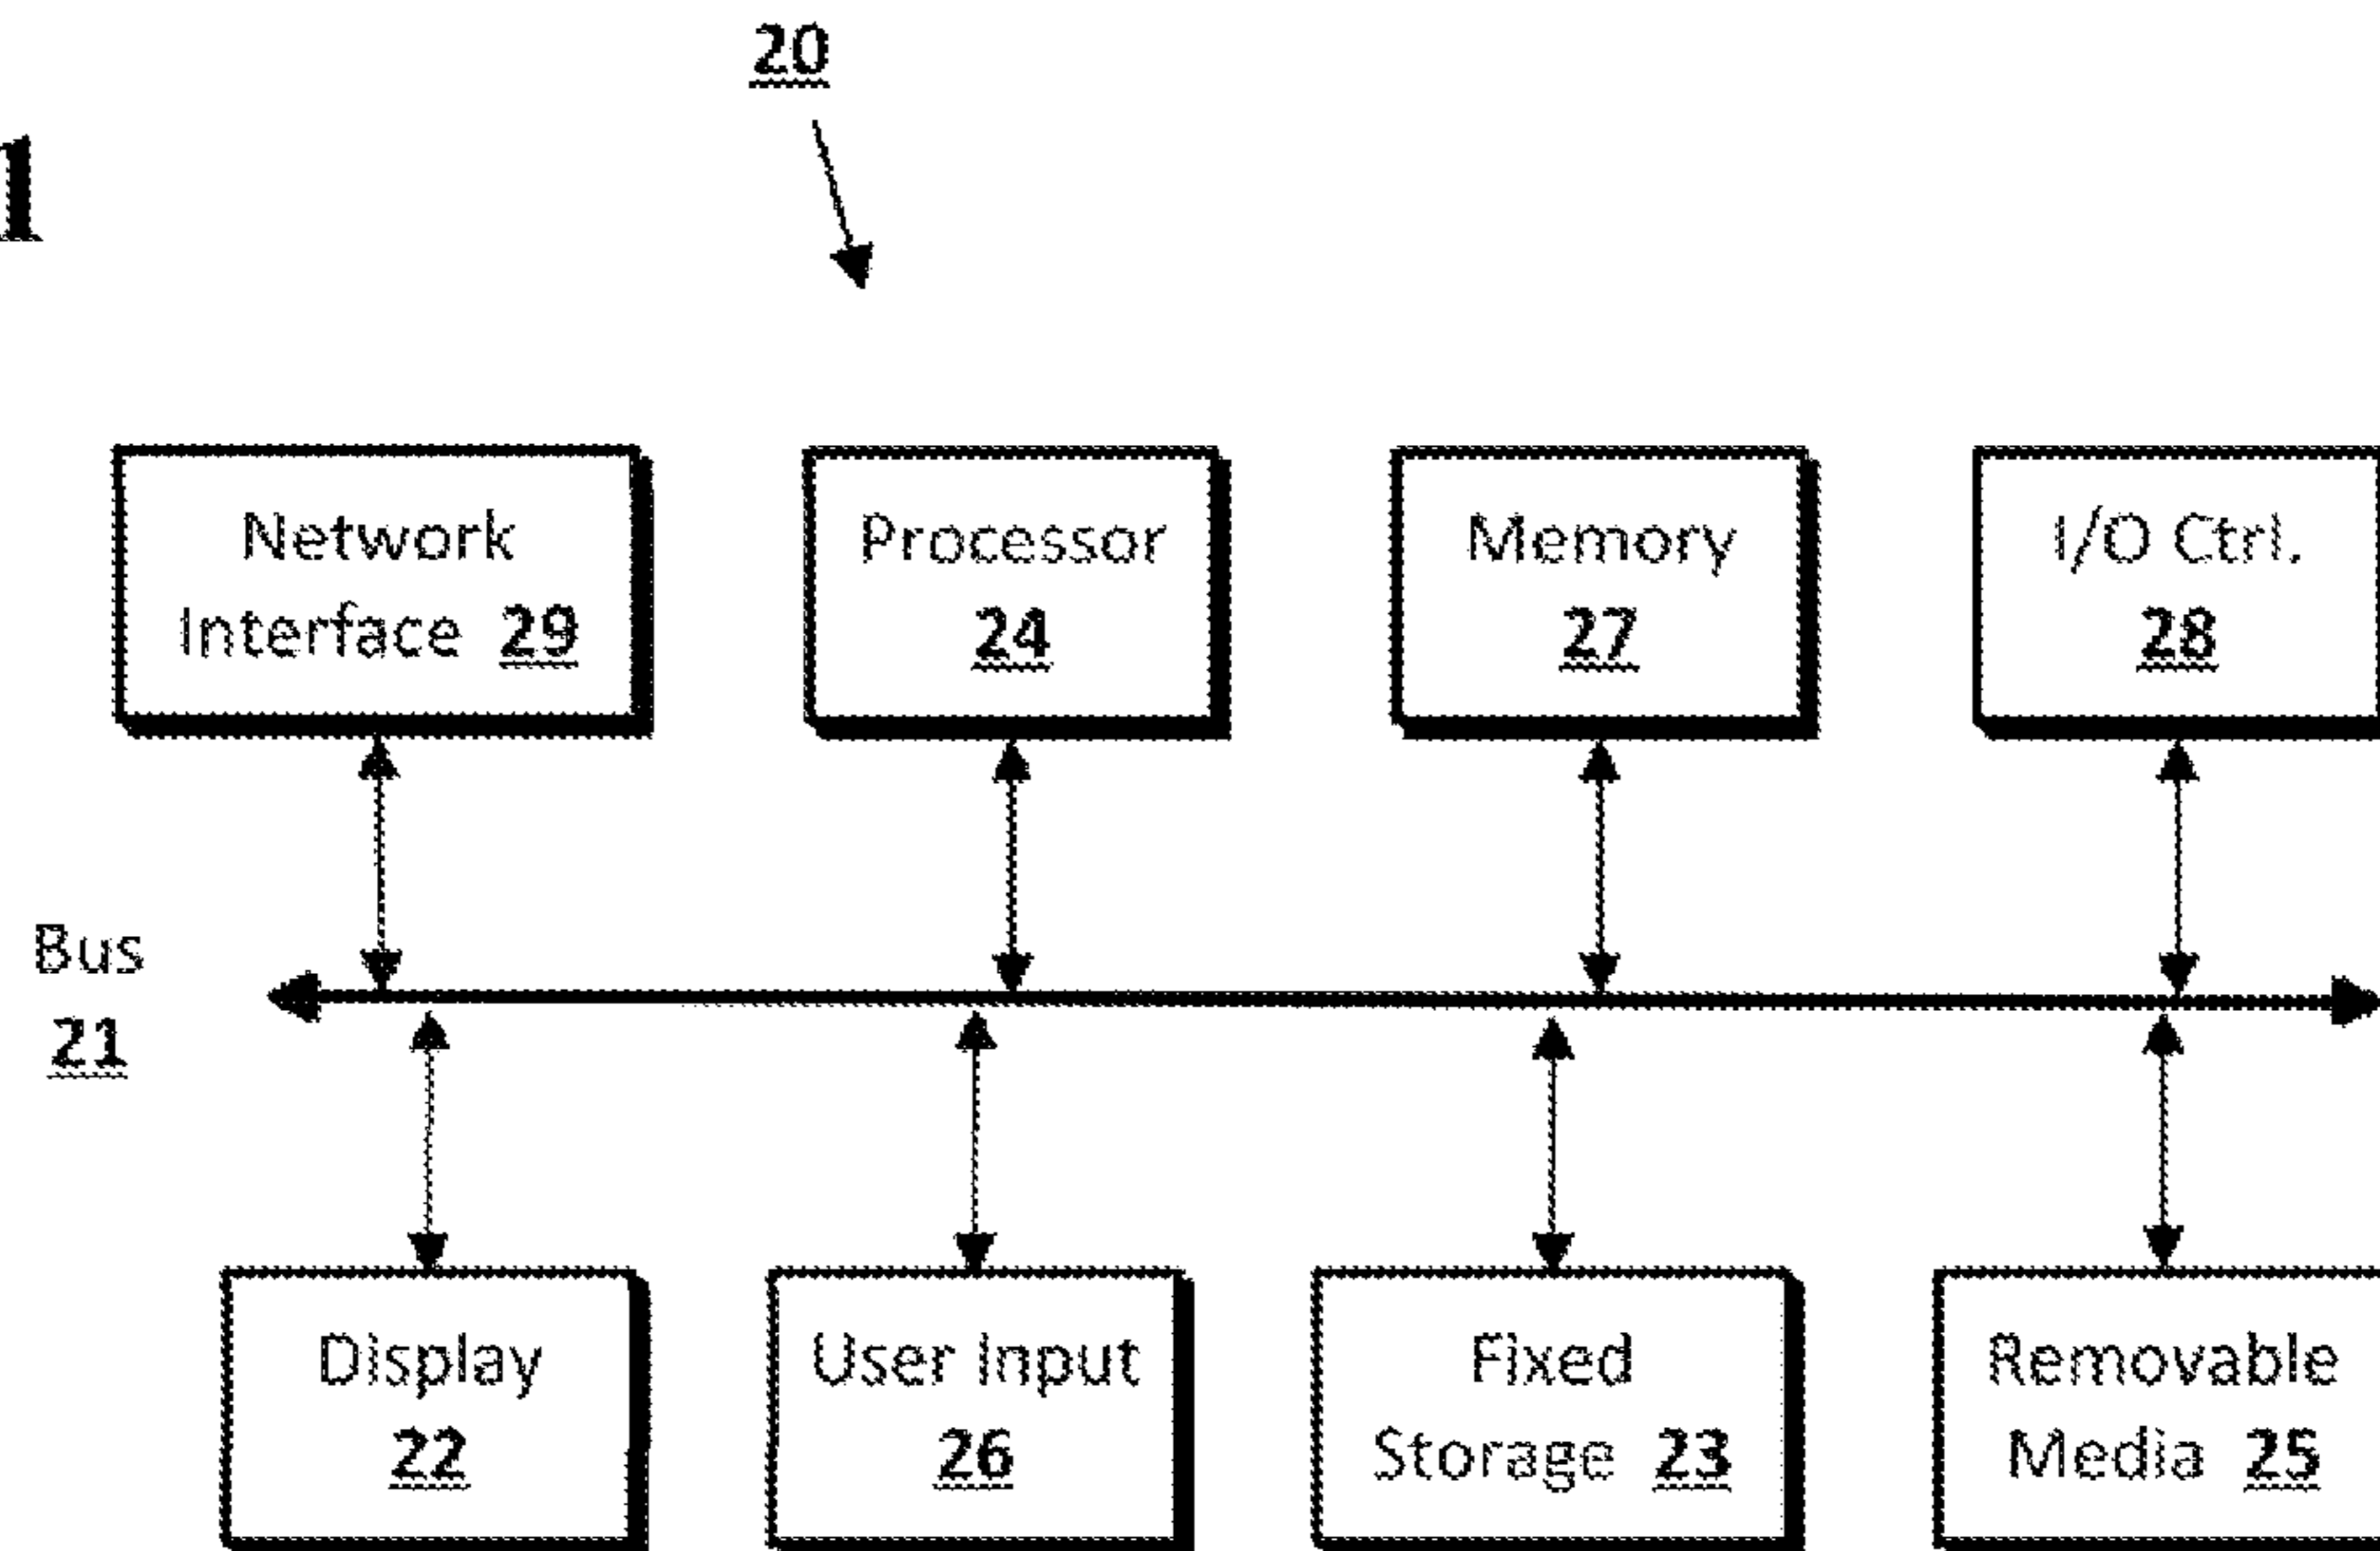 20
1
Network
Interface 29
Processor
24
Memory
27
I/O Ctrl.
28
Bus
21
Display
22
User Input
26
Fixed
Storage 23
Removable
Media 25